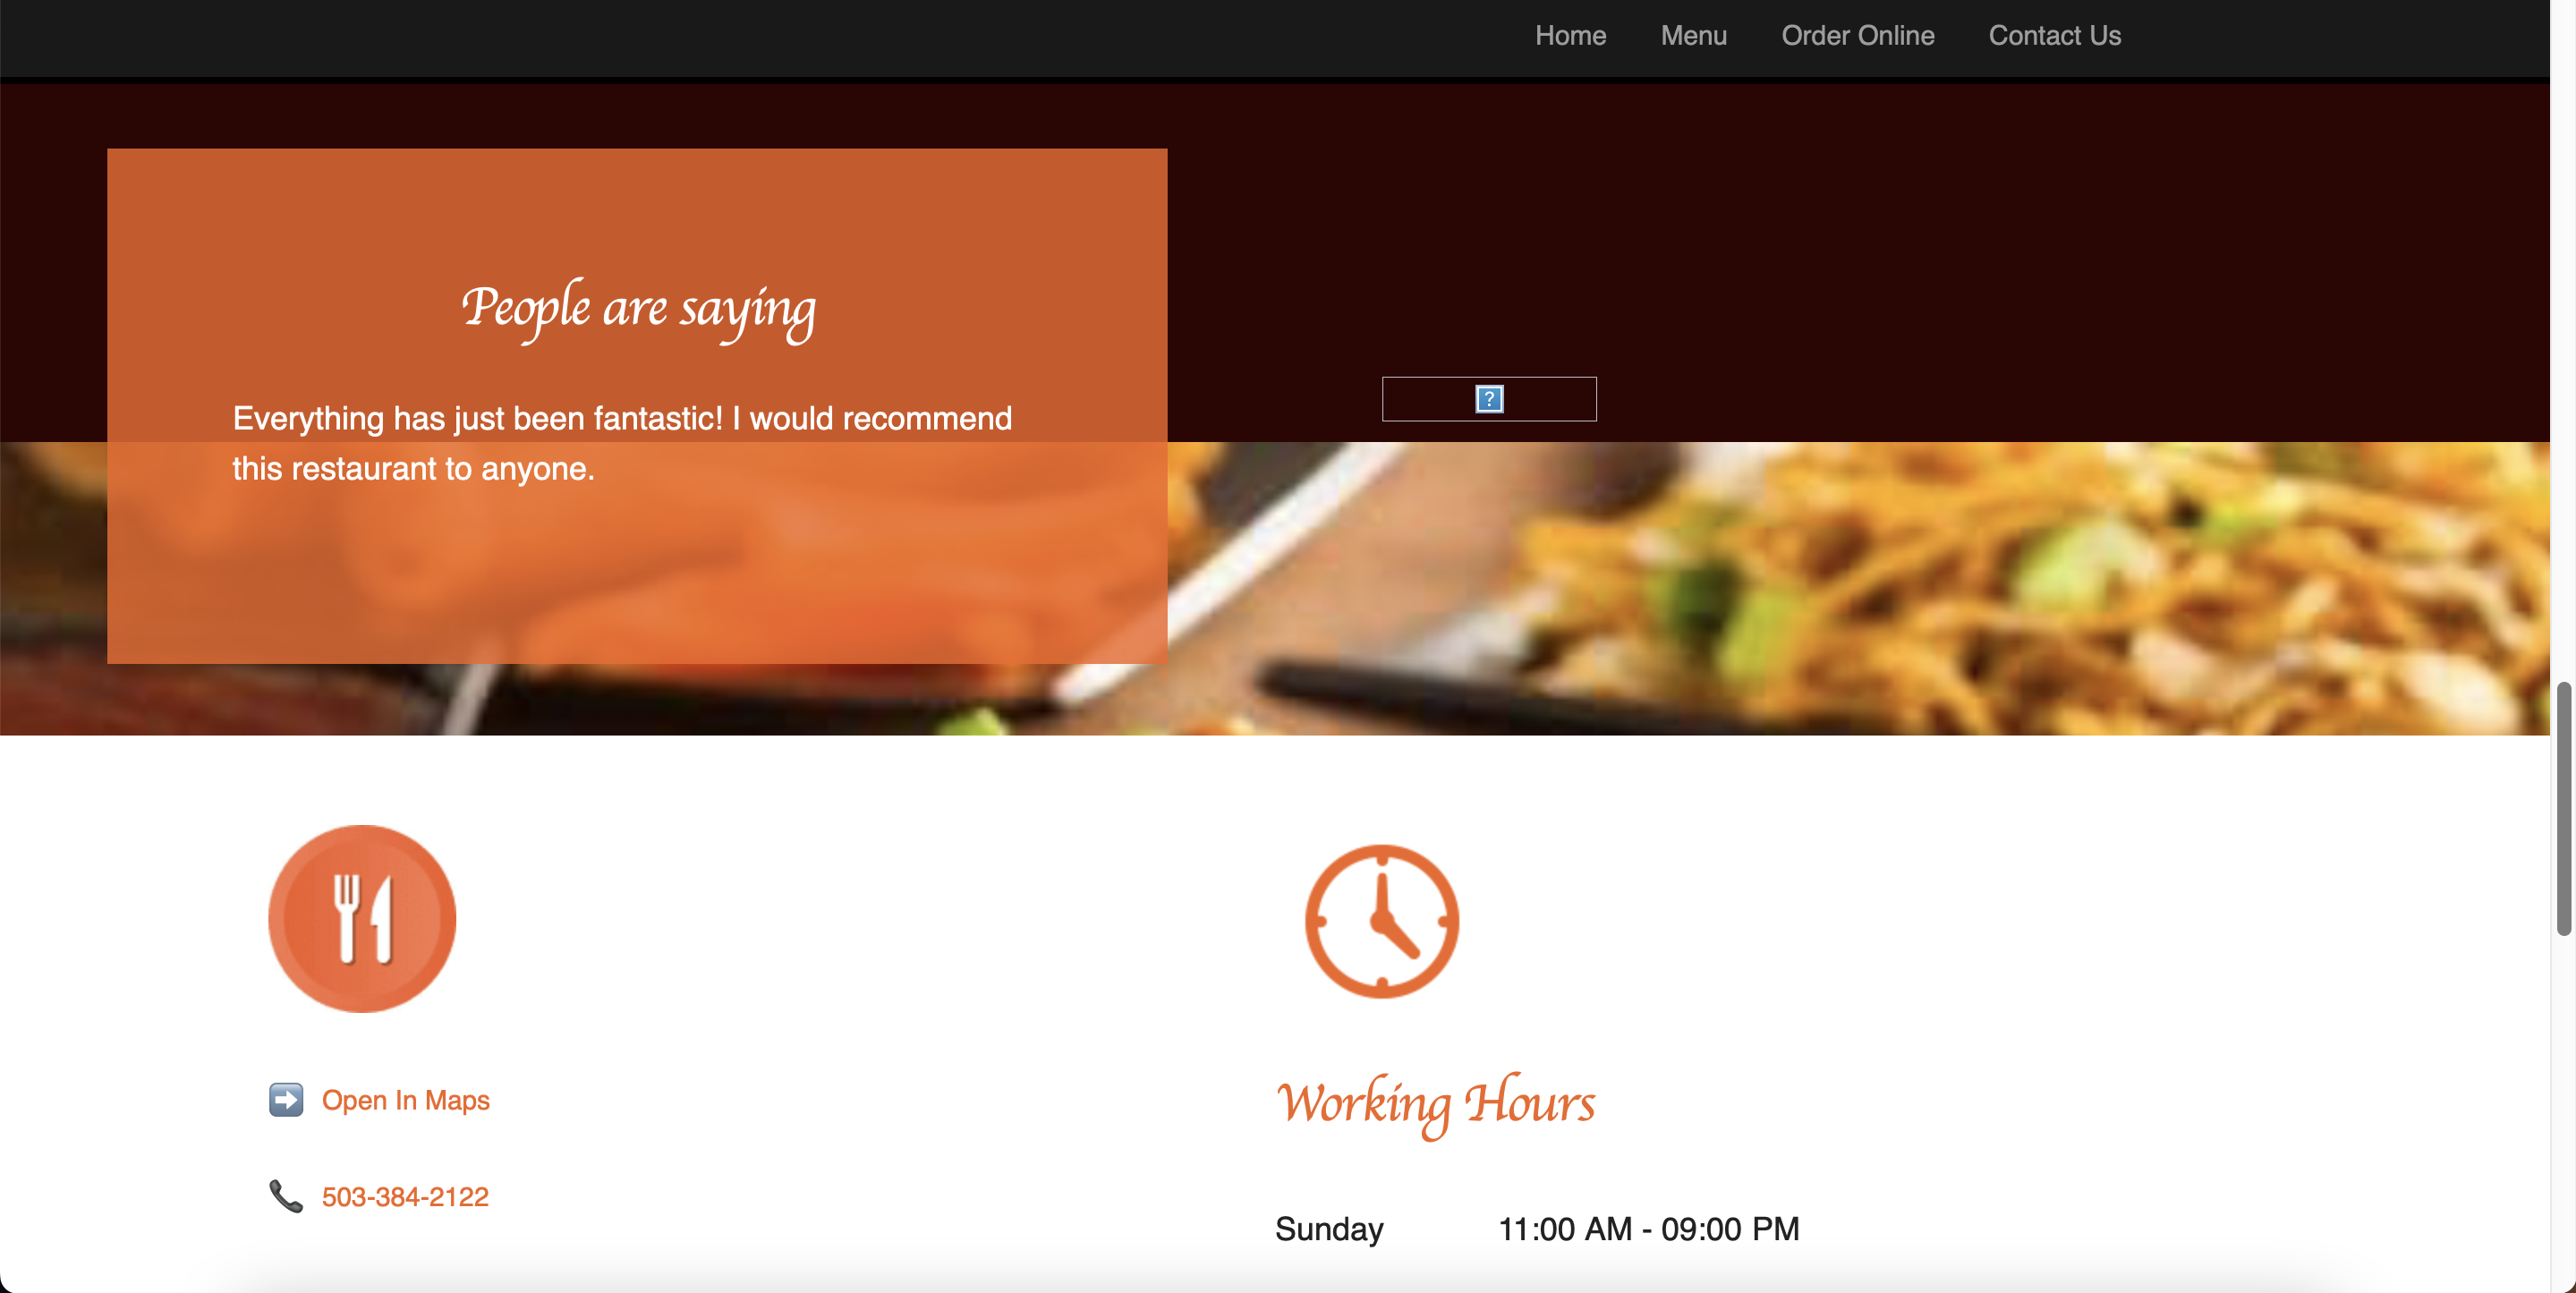 Home Menu Order Online Contact Us
People are saying
Everything has just been fantastic! I would recommend
this restaurant to anyone.
?
Open In Maps
503-384-2122
Working Hours
Sunday 11:00 AM - 09:00 PM